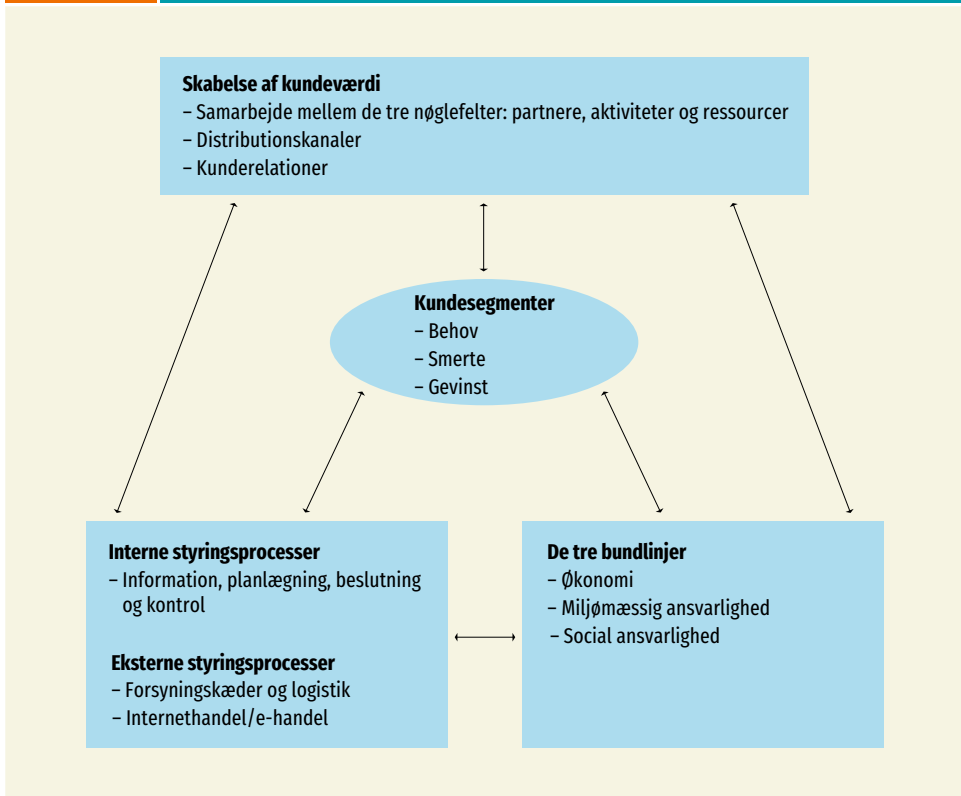 Skabelse af kundeværdi
– Samarbejde mellem de tre nøglefelter: partnere, aktiviteter og ressourcer
– Distributionskanaler
– Kunderelationer
Kundesegmenter
– Behov
– Smerte
– Gevinst
Interne styringsprocesser
– Information, planlægning, beslutning
og kontrol
Eksterne styringsprocesser
– Forsyningskæder og logistik
– Internethandel/e-handel
De tre bundlinjer
– Økonomi
– Miljømæssig ansvarlighed
– Social ansvarlighed